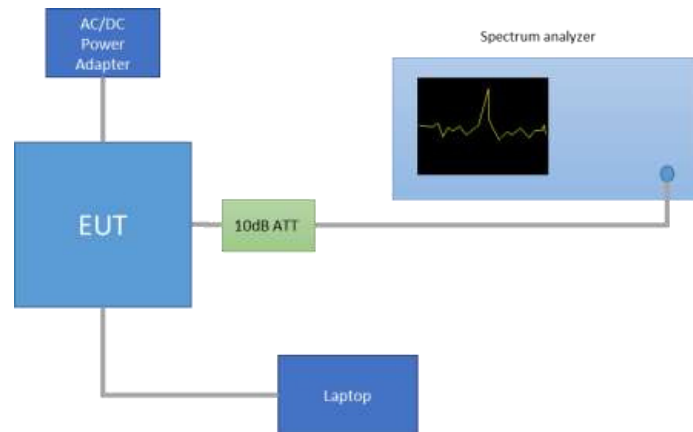 AC/DC
Power
Adapter
Spectrum analyzer
EUT
10dB ATT
Laptop